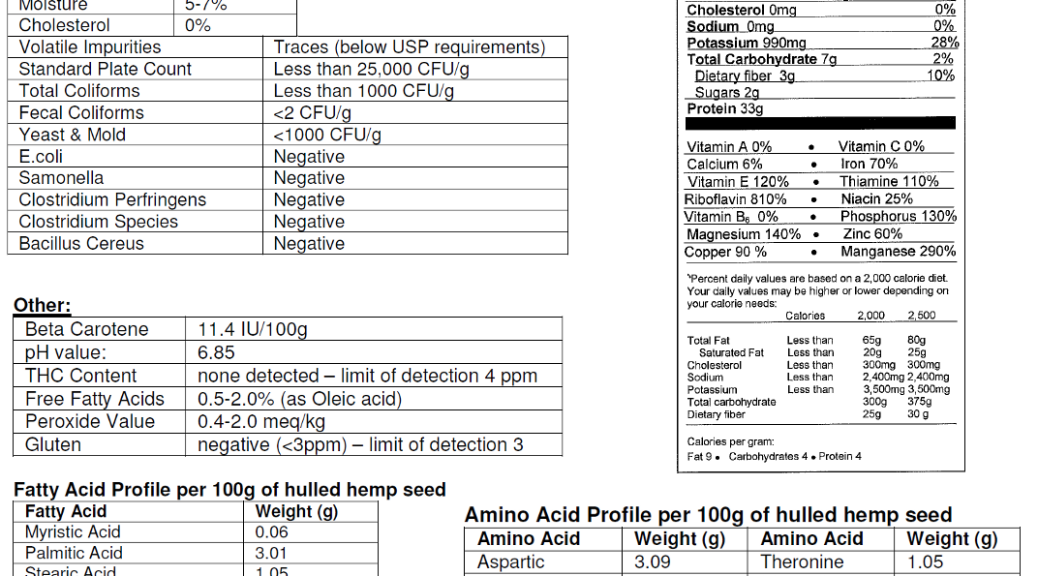 Moisture 5-7%
Cholesterol 0%
Volatile Impurities Traces (below USP requirements)
Standard Plate Count Less than 25,000 CFU/g
Total Coliforms Less than 1000 CFU/g
Fecal Coliforms <2 CFU/g
Yeast & Mold <1000 CFU/g
E.coli Negative
Samonella Negative
Clostridium Perfringens Negative
Clostridium Species Negative
Bacillus Cereus Negative
Other:
Beta Carotene 11.4 IU/100g
pH value: 6.85
THC Content none detected – limit of detection 4 ppm
Free Fatty Acids 0.5-2.0% (as Oleic acid)
Peroxide Value 0.4-2.0 meq/kg
Gluten negative (<3ppm) – limit of detection 3
Fatty Acid Profile per 100g of hulled hemp seed
Fatty Acid Weight (g)
Myristic Acid 0.06
Palmitic Acid 3.01
Stearic Acid 1.05
Cholesterol 0mg 0%
Sodium 0mg 0%
Potassium 990mg 28%
Total Carbohydrate 7g 2%
Dietary fiber 3g 10%
Sugars 2g
Protein 33g
Vitamin A 0% • Vitamin C 0%
Calcium 6% • Iron 70%
Vitamin E 120% • Thiamine 110%
Riboflavin 810% • Niacin 25%
Vitamin B6 0% • Phosphorus 130%
Magnesium 140% • Zinc 60%
Copper 90 % • Manganese 290%
*Percent daily values are based on a 2,000 calorie diet.
Your daily values may be higher or lower depending on
your calorie needs:
Calories 2,000 2,500
Total Fat Less than 65g 80g
Saturated Fat Less than 20g 25g
Cholesterol Less than 300mg 300mg
Sodium Less than 2,400mg 2,400mg
Potassium Less than 3,500mg 3,500mg
Total carbohydrate 300g 375g
Dietary fiber 25g 30 g
Calories per gram:
Fat 9 • Carbohydrates 4 • Protein 4
Amino Acid Profile per 100g of hulled hemp seed
Amino Acid Weight (g) Amino Acid Weight (g)
Aspartic 3.09 Theronine 1.05